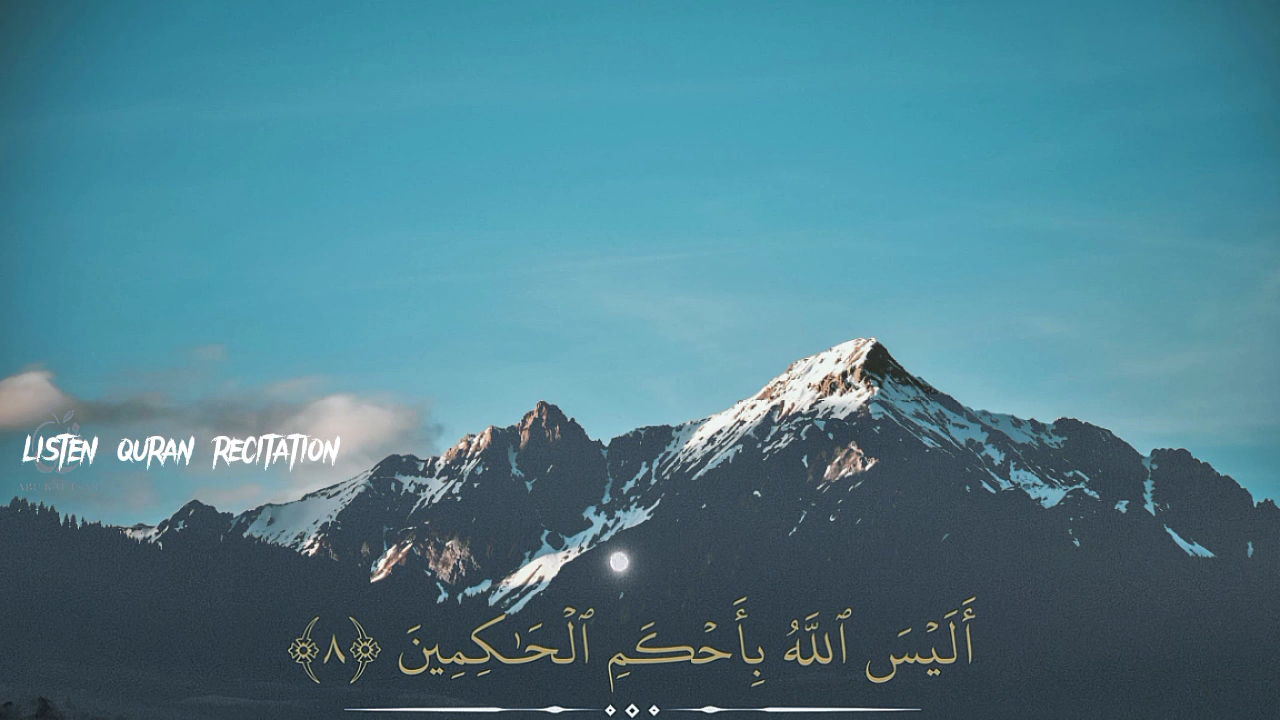 LISTEN QURAN RECITATION
أَلَيْسَ ٱللَّهُ بِأَحْكَمِ ٱلْحَـٰكِمِينَ ﴿٨﴾